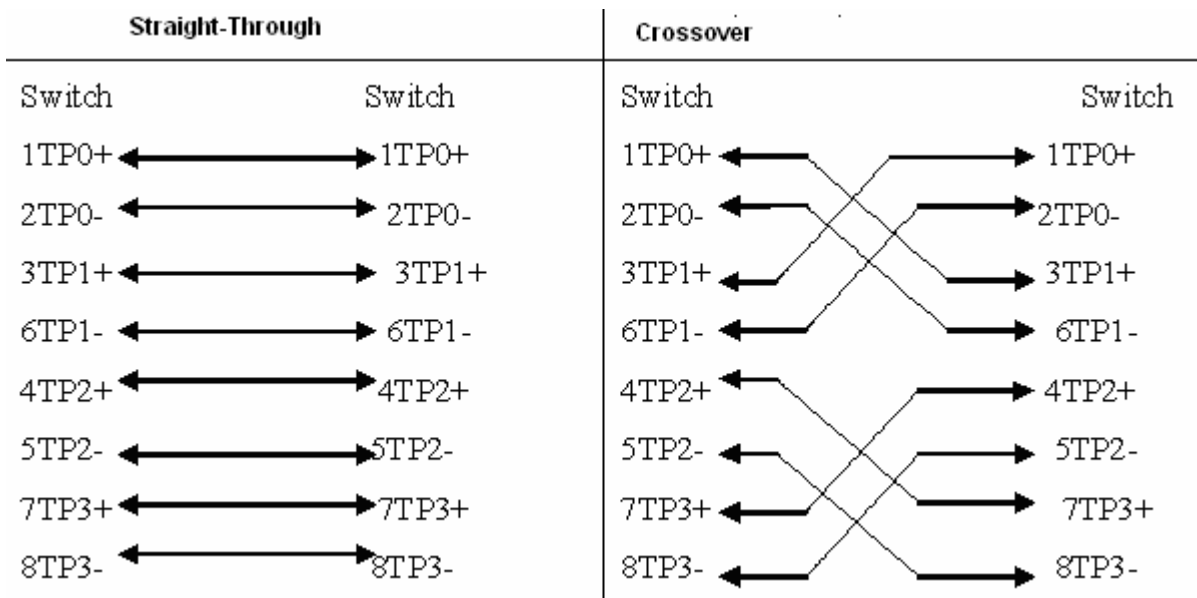 Straight-Through
Crossover
Switch Switch
1TP0+ 1TP0+
2TP0- 2TP0-
3TP1+ 3TP1+
6TP1- 6TP1-
4TP2+ 4TP2+
5TP2- 5TP2-
7TP3+ 7TP3+
8TP3- 8TP3-
Switch Switch
1TP0+ 1TP0+
2TP0- 2TP0-
3TP1+ 3TP1+
6TP1- 6TP1-
4TP2+ 4TP2+
5TP2- 5TP2-
7TP3+ 7TP3+
8TP3- 8TP3-